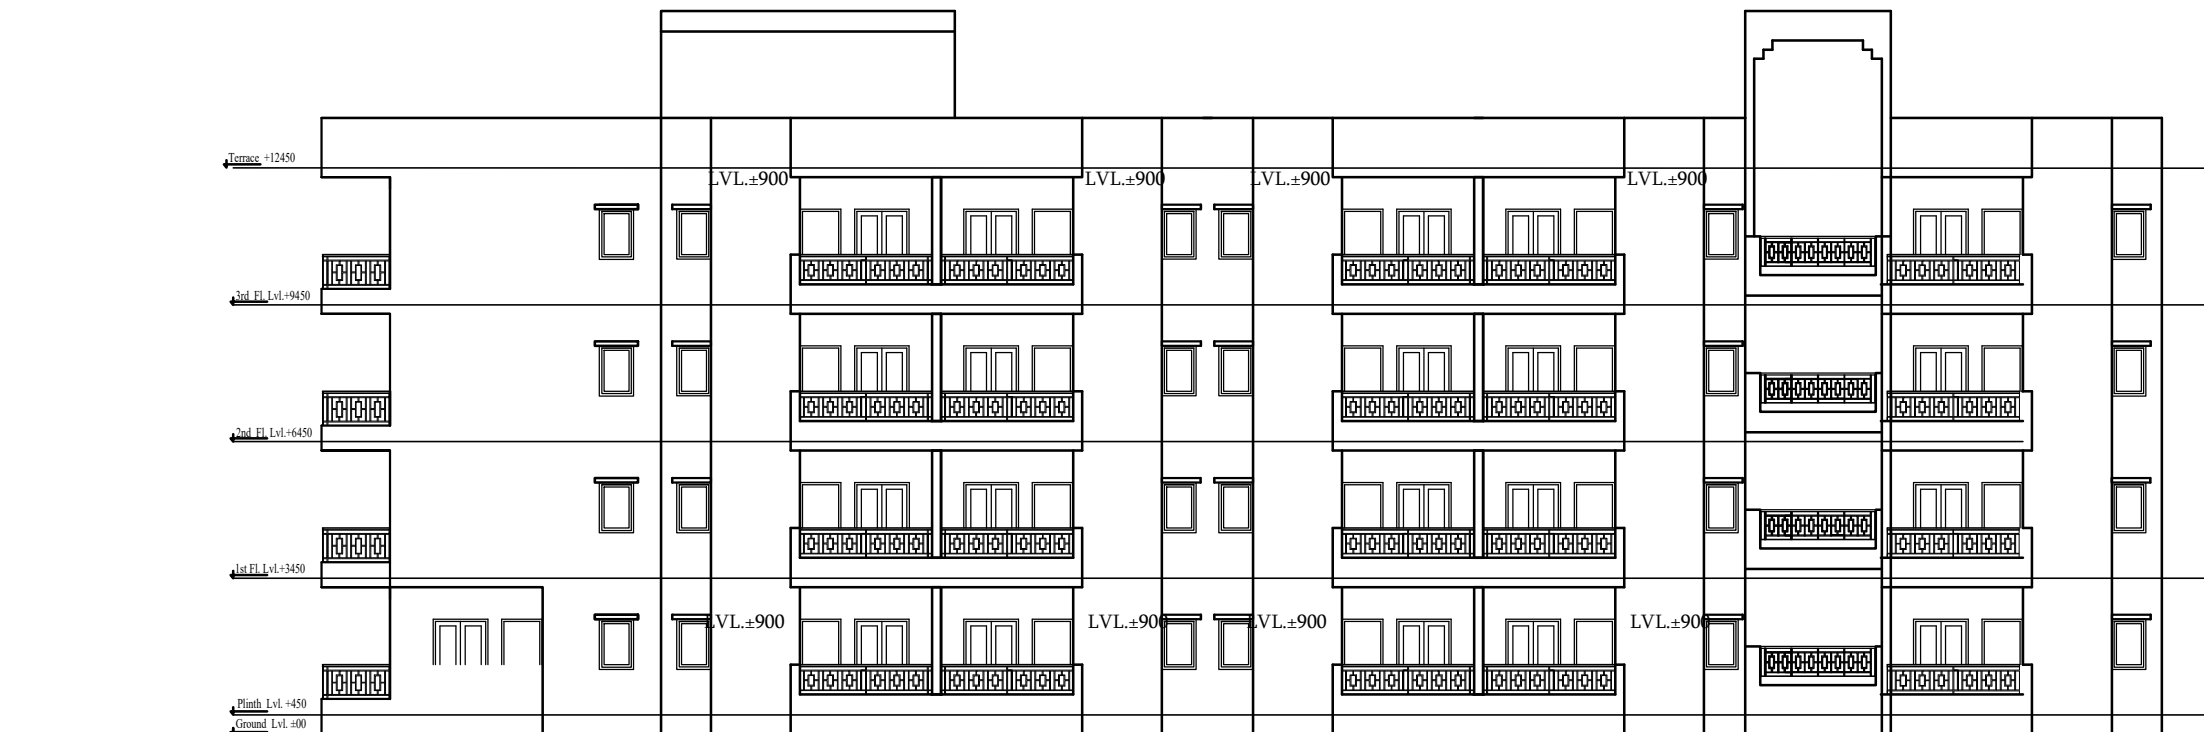 Terrace +12450
LVL.±900 LVL.±900 LVL.±900 LVL.±900
3rd Fl. Lvl.+9450
2nd Fl. Lvl.+6450
1st Fl. Lvl.+3450
LVL.±900 LVL.±900 LVL.±900 LVL.±900
Plinth Lvl. +450
Ground Lvl. ±00